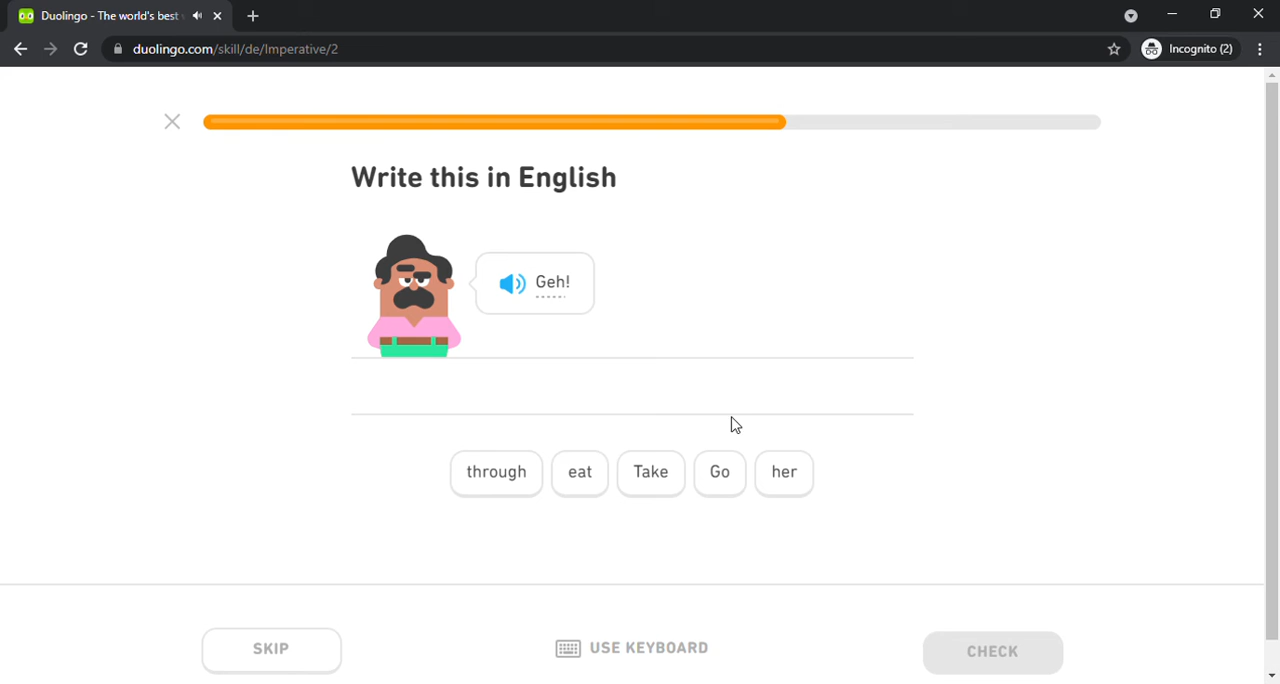 Duolingo - The world's best
duolingo.com/skill/de/Imperative/2
Incognito (2)
Write this in English
Geh!
through eat Take Go her
SKIP
USE KEYBOARD
CHECK